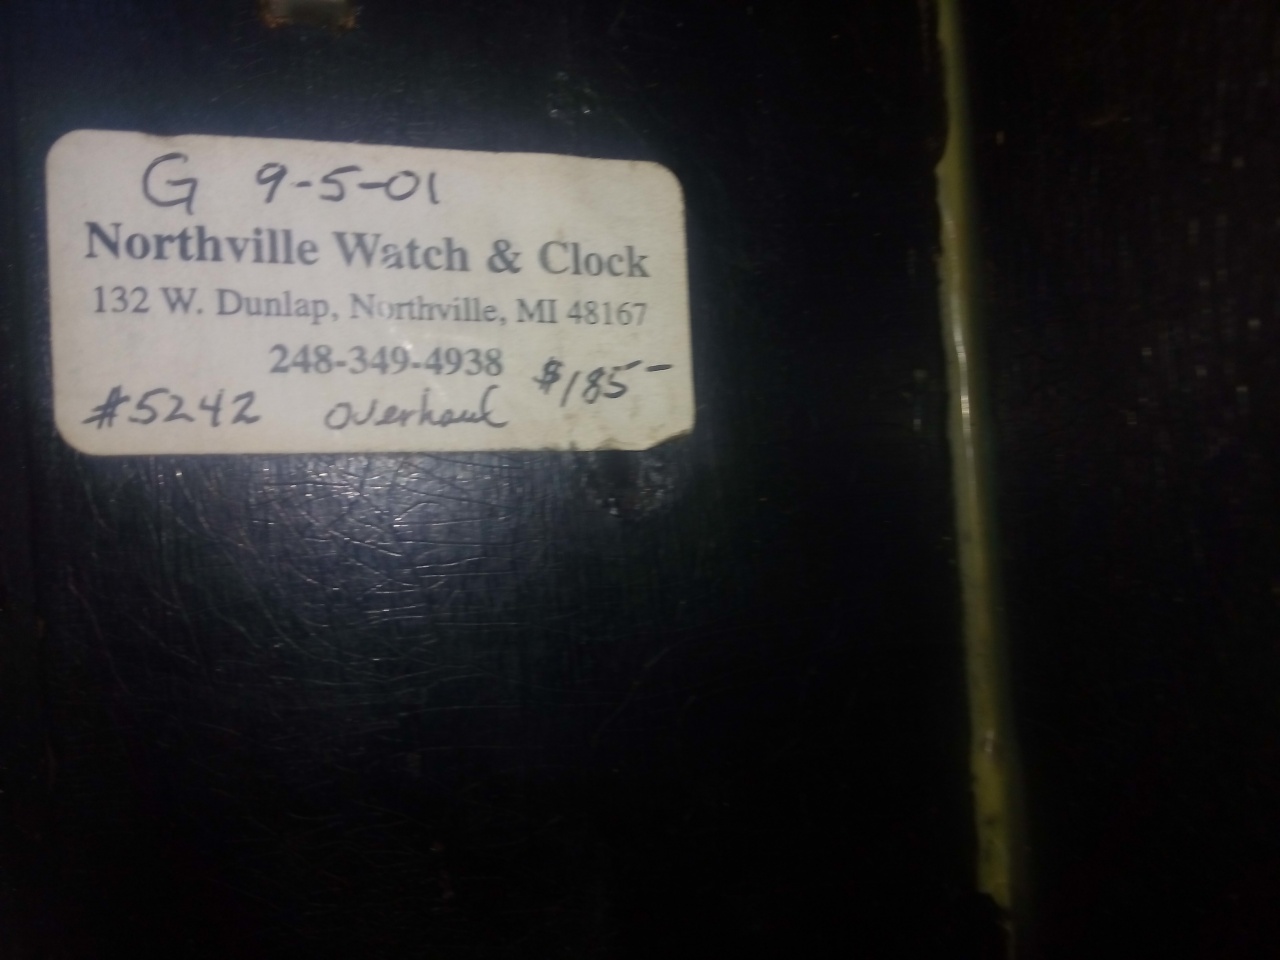 G 9-5-01
Northville Watch & Clock
132 W. Dunlap, Northville, MI 48167
248-349-4938 $185-
#5242 overhaul